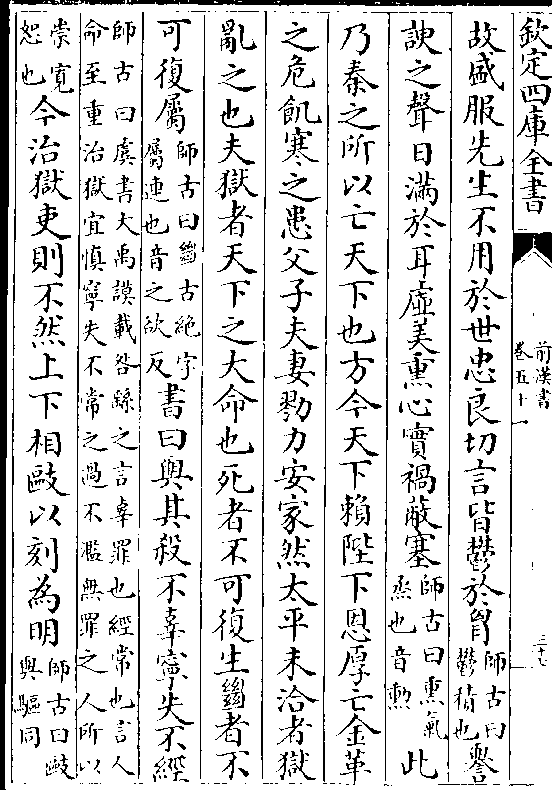 欽定四庫全書
前漢書
卷五十一
三十七
故盛服先生不用於世忠良切言皆鬱於胷師古曰鬱積也譽
諛之聲日滿於耳虛美熏心實禍蔽塞師古曰熏氣烝也音勲此
乃秦之所以亡天下也方今天下賴陛下恩厚亡金革
之危飢寒之患父子夫妻勠力安家然太平未洽者獄
亂之也夫獄者天下之大命也死者不可復生㡭者不
可復屬師古曰㡭古絶字屬連也音之欲反書曰與其殺不辜寧失不經
師古曰虞書大禹謨載咎繇之言辜罪也經常也言人命至重治獄宜慎寧失不常之過不濫無罪之人所以
崇寛恕也今治獄吏則不然上下相敺以刻為明師古曰敺與驅同